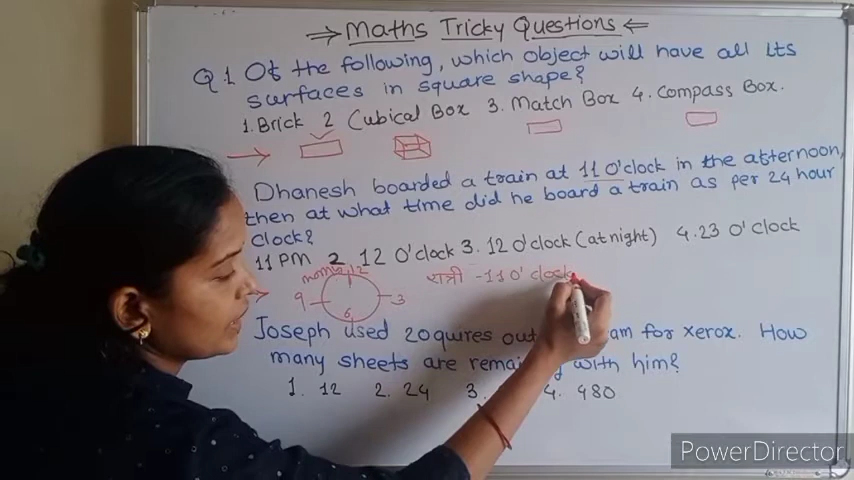 ⇒ Maths Tricky Questions ⇐
Q1 Of the following, which object will have all its
surfaces in square shape?
1. Brick 2 Cubical Box 3. Match Box 4. Compass Box.
Dhanesh boarded a train at 11 O'clock in the afternoon,
then at what time did he board a train as per 24 hour
clock?
11 PM 2 12 O'clock 3. 12 O'clock (at night) 4. 23 O'clock
12
9 3
6
रात्री - 11 O'clock
Joseph used 20 quires out am for xerox. How
many sheets are remaining with him?
1. 12 2. 24 3. 4. 480
PowerDirector